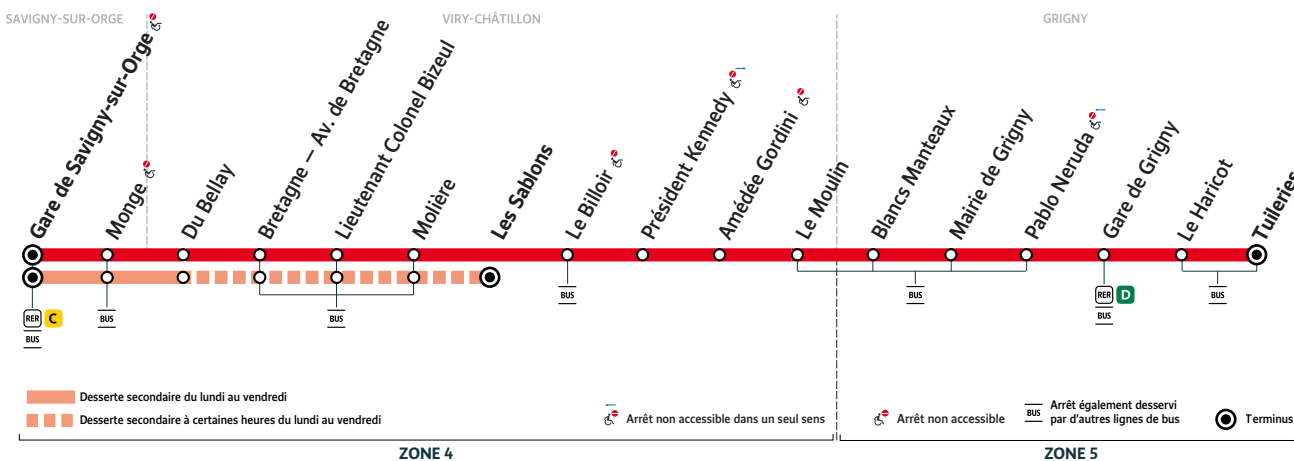 SAVIGNY-SUR-ORGE
VIRY-CHÂTILLON
GRIGNY
Gare de Savigny-sur-Orge
Monge
Du Bellay
Bretagne – Av. de Bretagne
Lieutenant Colonel Bizeul
Molière
Les Sablons
Le Billoir
Président Kennedy
Amédée Gordini
Le Moulin
Blancs Manteaux
Mairie de Grigny
Pablo Neruda
Gare de Grigny
Le Haricot
Tuileries
RER C
BUS
BUS
BUS
BUS
BUS
RER D
BUS
BUS
Desserte secondaire du lundi au vendredi
Desserte secondaire à certaines heures du lundi au vendredi
Arrêt non accessible dans un seul sens
Arrêt non accessible
BUS
Arrêt également desservi
par d'autres lignes de bus
Terminus
ZONE 4
ZONE 5